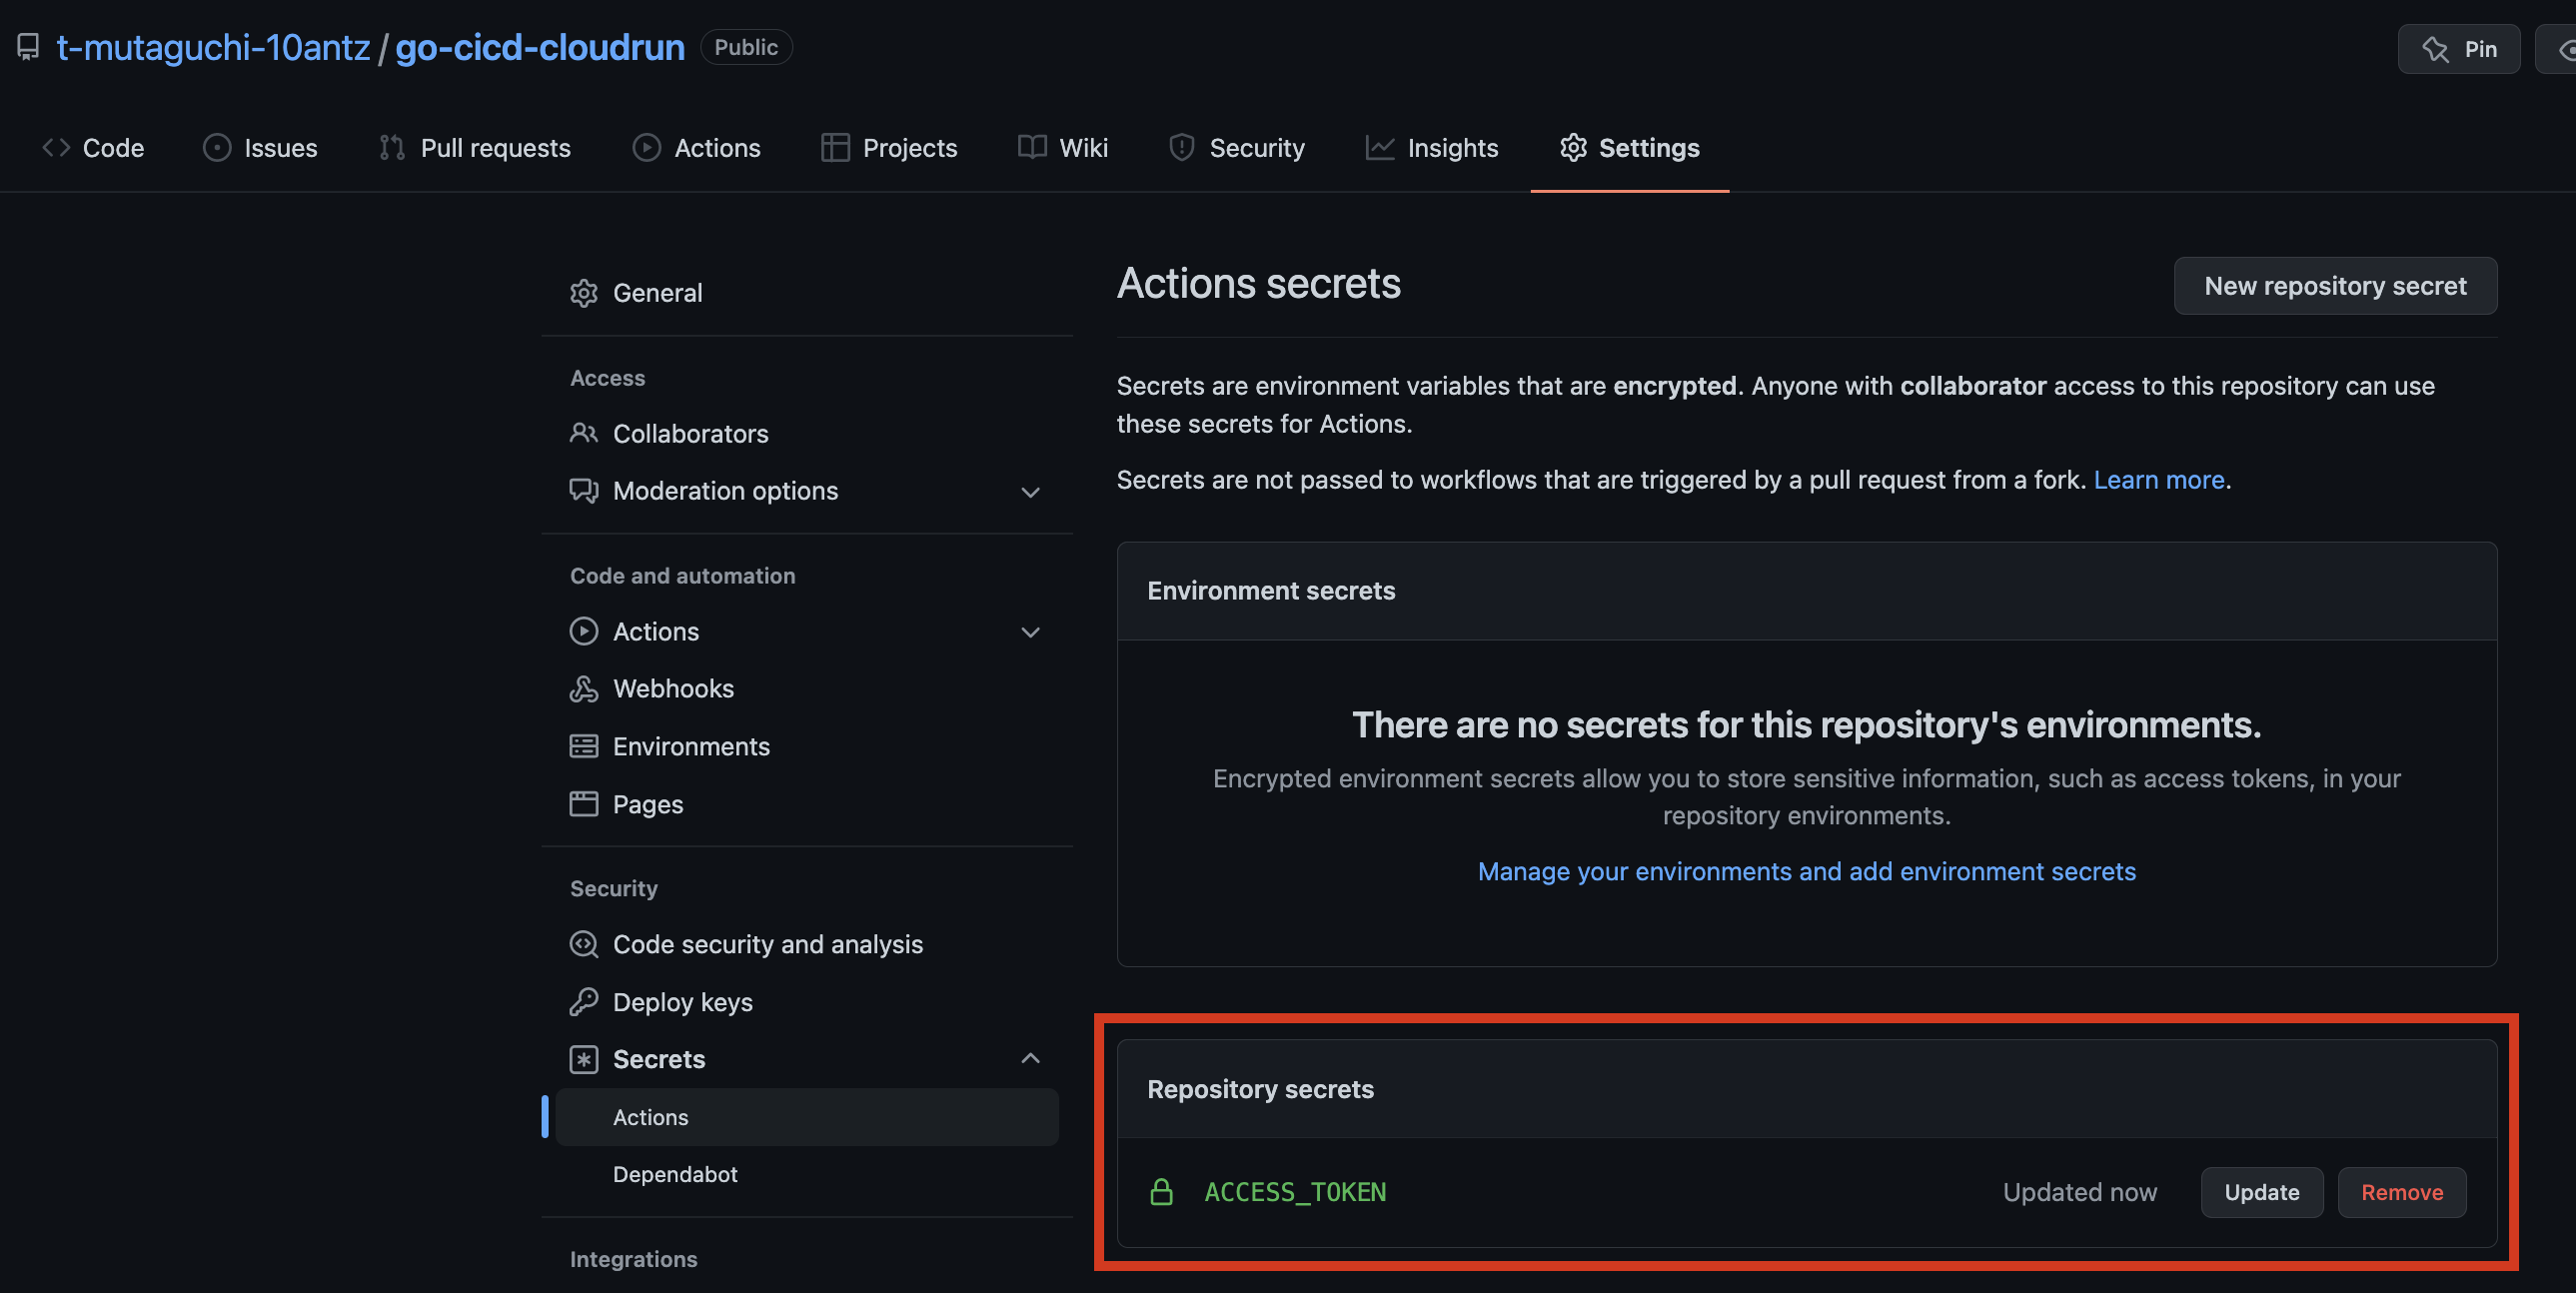 t-mutaguchi-10antz / go-cicd-cloudrun Public
Pin
Code Issues Pull requests Actions Projects Wiki Security Insights Settings
General
Access
Collaborators
Moderation options
Code and automation
Actions
Webhooks
Environments
Pages
Security
Code security and analysis
Deploy keys
Secrets
Actions
Dependabot
Integrations
Actions secrets
New repository secret
Secrets are environment variables that are encrypted. Anyone with collaborator access to this repository can use
these secrets for Actions.
Secrets are not passed to workflows that are triggered by a pull request from a fork. Learn more.
Environment secrets
There are no secrets for this repository's environments.
Encrypted environment secrets allow you to store sensitive information, such as access tokens, in your
repository environments.
Manage your environments and add environment secrets
Repository secrets
ACCESS_TOKEN Updated now Update Remove